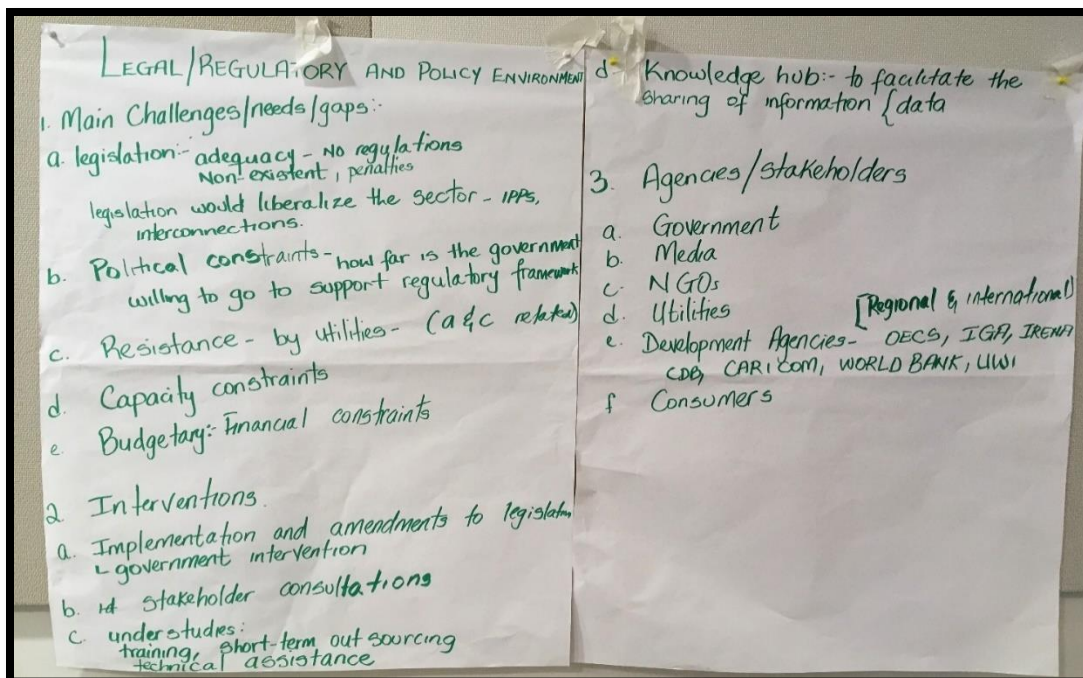 LEGAL/REGULATORY AND POLICY ENVIRONMENT
1. Main Challenges/needs/gaps:-
a. legislation:- adequacy - No regulations
Non-existent, penalties
legislation would liberalize the sector - IPPs,
interconnections.
b. Political constraints - how far is the government
willing to go to support regulatory framework
c. Resistance - by utilities - (a & c related)
d. Capacity constraints
e. Budgetary:- Financial constraints
2 Interventions.
a. Implementation and amendments to legislatn
government intervention
b. stakeholder consultations
c. understudies:
training, short-term out sourcing
technical assistance
d- Knowledge hub:- to facilitate the
sharing of information & data
3. Agencies/stakeholders
a. Government
b. Media
c. NGOs
d. Utilities [Regional & international]
e. Development Agencies - OECS, IGA, IRENA
CDB, CARICOM, WORLD BANK, UWI
f Consumers